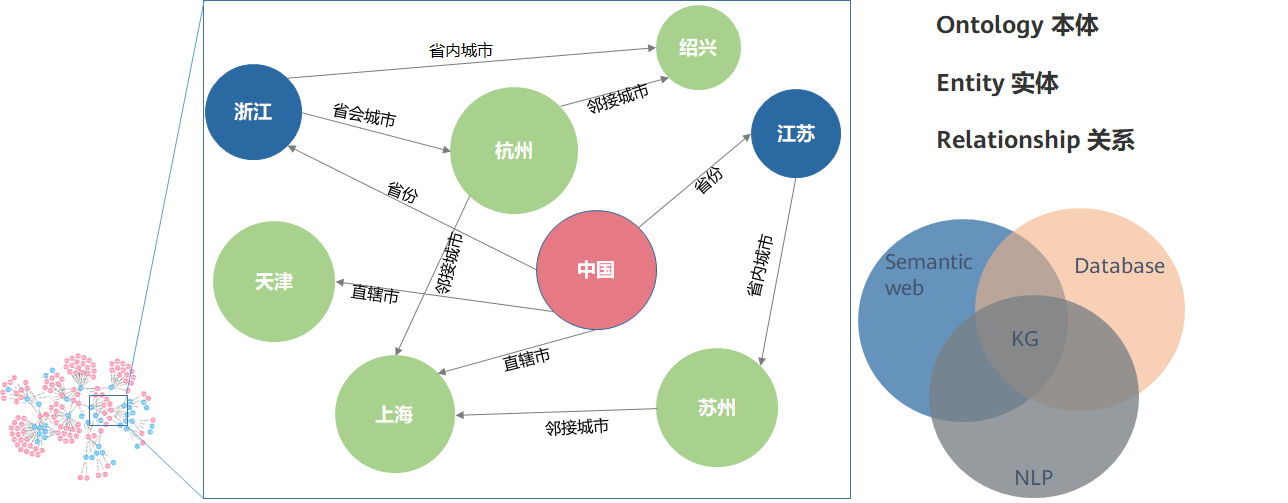 省内城市
绍兴
浙江
省会城市
邻接城市
杭州
江苏
省份
省份
邻接城市
省内城市
天津
直辖市
中国
直辖市
上海
邻接城市
苏州
Ontology 本体
Entity 实体
Relationship 关系
Semantic
web
Database
KG
NLP